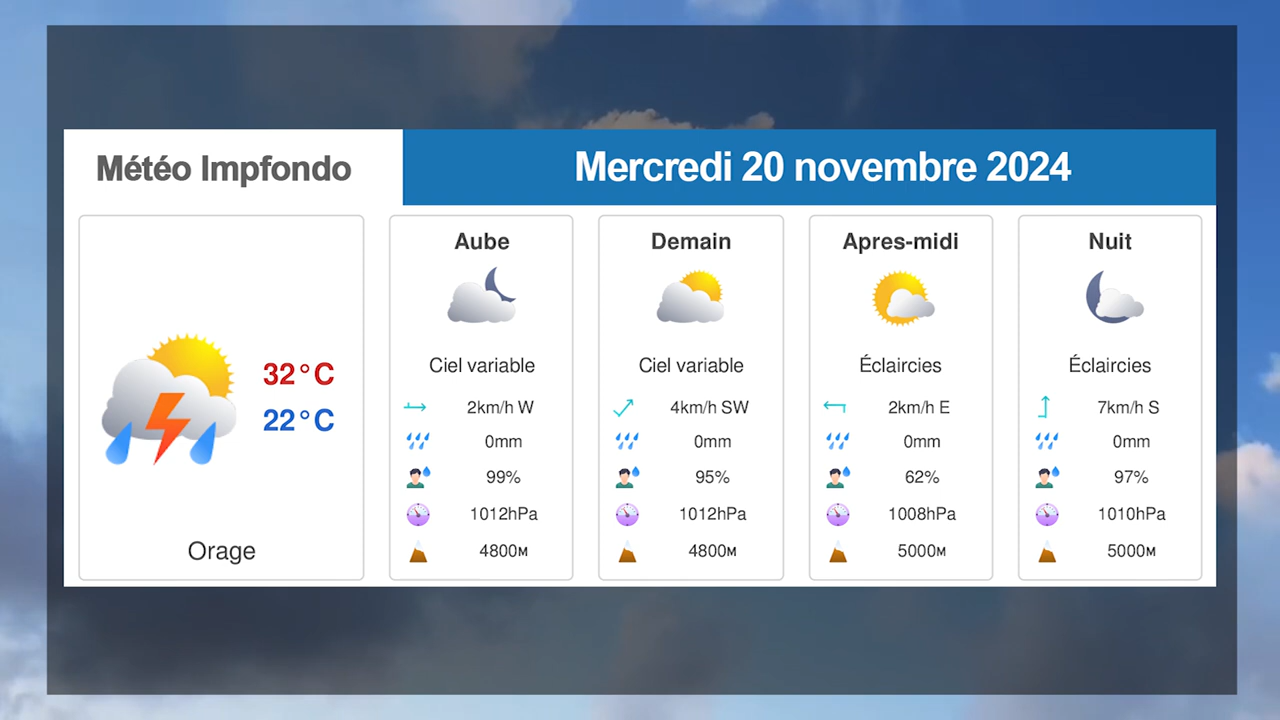 Météo Impfondo
Mercredi 20 novembre 2024
32°C
22°C
Orage
Aube
Ciel variable
2km/h W
0mm
99%
1012hPa
4800м
Demain
Ciel variable
4km/h SW
0mm
95%
1012hPa
4800м
Apres-midi
Éclaircies
2km/h E
0mm
62%
1008hPa
5000м
Nuit
Éclaircies
7km/h S
0mm
97%
1010hPa
5000м